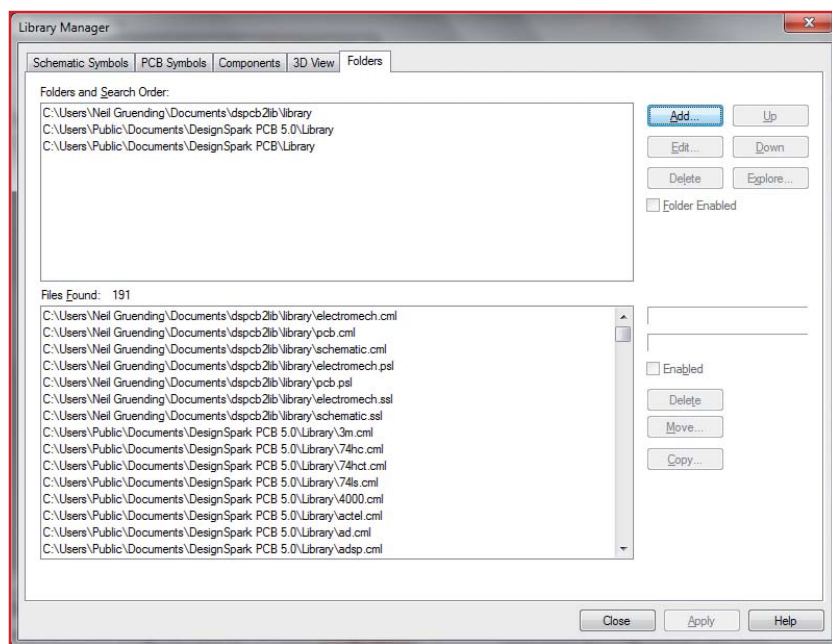 Library Manager
Schematic Symbols PCB Symbols Components 3D View Folders
Folders and Search Order:
C:\Users\Neil Gruending\Documents\dspcb2lib\library
C:\Users\Public\Documents\DesignSpark PCB 5.0\Library
C:\Users\Public\Documents\DesignSpark PCB\Library
Add... Up
Edit... Down
Delete Explore...
Folder Enabled
Files Found: 191
C:\Users\Neil Gruending\Documents\dspcb2lib\library\electromech.cml
C:\Users\Neil Gruending\Documents\dspcb2lib\library\pcb.cml
C:\Users\Neil Gruending\Documents\dspcb2lib\library\schematic.cml
C:\Users\Neil Gruending\Documents\dspcb2lib\library\electromech.psl
C:\Users\Neil Gruending\Documents\dspcb2lib\library\pcb.psl
C:\Users\Neil Gruending\Documents\dspcb2lib\library\electromech.ssl
C:\Users\Neil Gruending\Documents\dspcb2lib\library\schematic.ssl
C:\Users\Public\Documents\DesignSpark PCB 5.0\Library\3m.cml
C:\Users\Public\Documents\DesignSpark PCB 5.0\Library\74hc.cml
C:\Users\Public\Documents\DesignSpark PCB 5.0\Library\74hct.cml
C:\Users\Public\Documents\DesignSpark PCB 5.0\Library\74ls.cml
C:\Users\Public\Documents\DesignSpark PCB 5.0\Library\4000.cml
C:\Users\Public\Documents\DesignSpark PCB 5.0\Library\actel.cml
C:\Users\Public\Documents\DesignSpark PCB 5.0\Library\ad.cml
C:\Users\Public\Documents\DesignSpark PCB 5.0\Library\adsp.cml
Enabled
Delete
Move...
Copy...
Close Apply Help